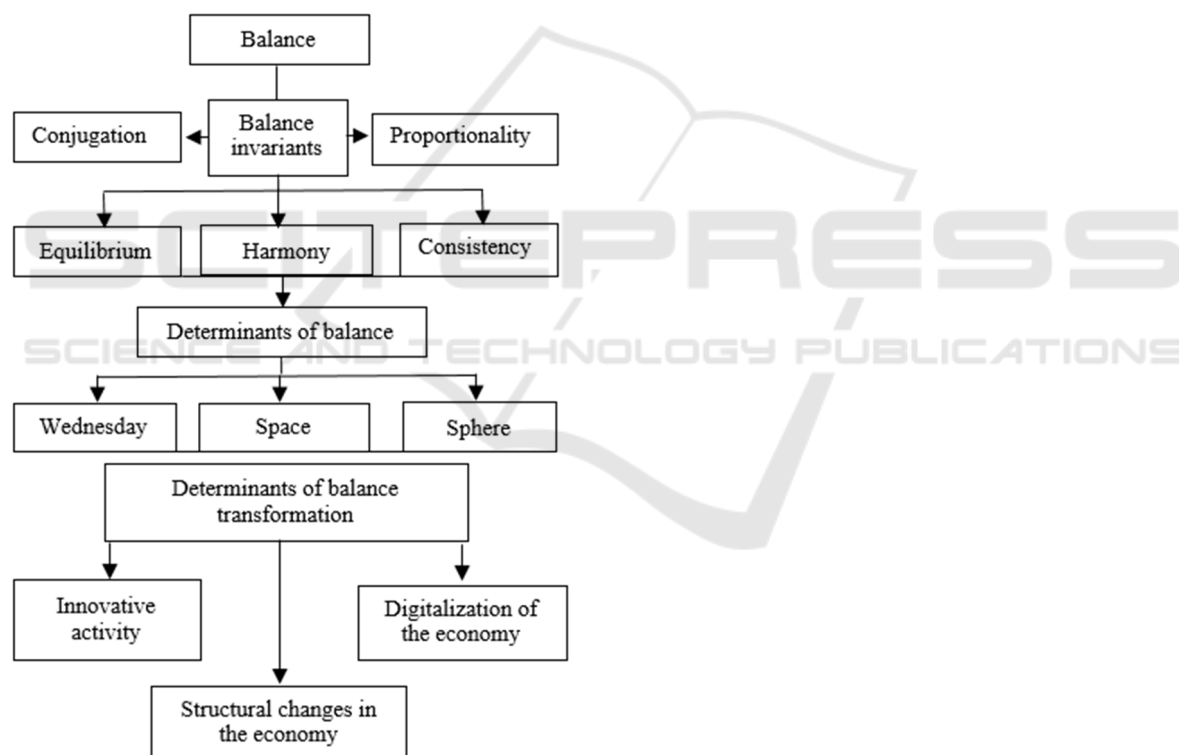 Balance
Conjugation
Balance
invariants
Proportionality
Equilibrium
Harmony
Consistency
SCITEPRESS
Determinants of balance
SCIENCE AND TECHNOLOGY PUBLICATIONS
Wednesday
Space
Sphere
Determinants of balance
transformation
Innovative
activity
Digitalization of
the economy
Structural changes in
the economy